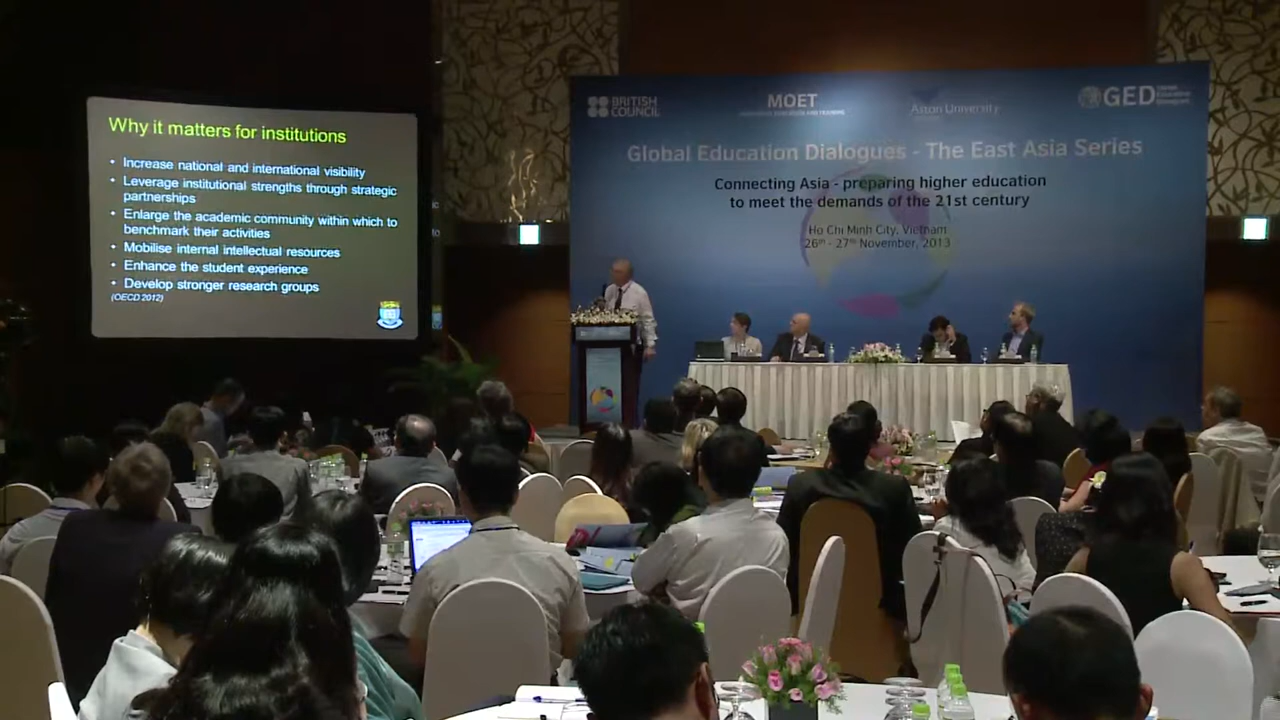 Why it matters for institutions
• Increase national and international visibility
• Leverage institutional strengths through strategic
partnerships
• Enlarge the academic community within which to
benchmark their activities
• Mobilise internal intellectual resources
• Enhance the student experience
• Develop stronger research groups
(OECD 2012)
BRITISH
COUNCIL
MOET
Aston University
GED
Global Education Dialogues - The East Asia Series
Connecting Asia - preparing higher education
to meet the demands of the 21st century
Ho Chi Minh City, Vietnam
26th - 27th November, 2013